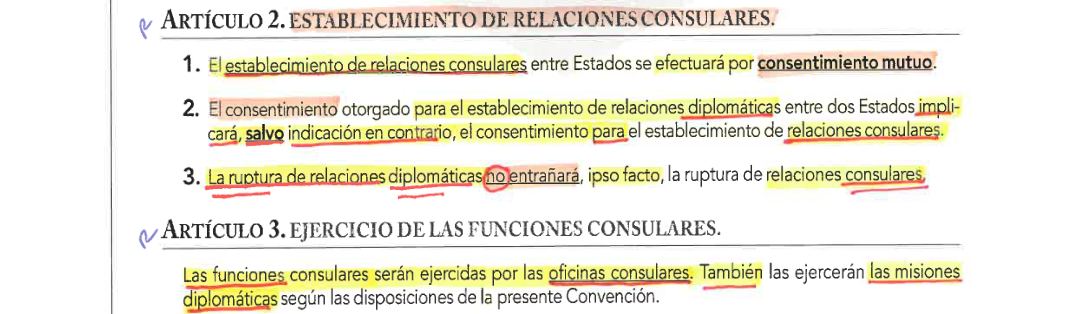 ARTÍCULO 2. ESTABLECIMIENTO DE RELACIONES CONSULARES.
1. El establecimiento de relaciones consulares entre Estados se efectuará por consentimiento mutuo.
2. El consentimiento otorgado para el establecimiento de relaciones diplomáticas entre dos Estados impli-
cará, salvo indicación en contrario, el consentimiento para el establecimiento de relaciones consulares.
3. La ruptura de relaciones diplomáticas no entrañará, ipso facto, la ruptura de relaciones consulares.
ARTÍCULO 3. EJERCICIO DE LAS FUNCIONES CONSULARES.
Las funciones consulares serán ejercidas por las oficinas consulares. También las ejercerán las misiones
diplomáticas según las disposiciones de la presente Convención.